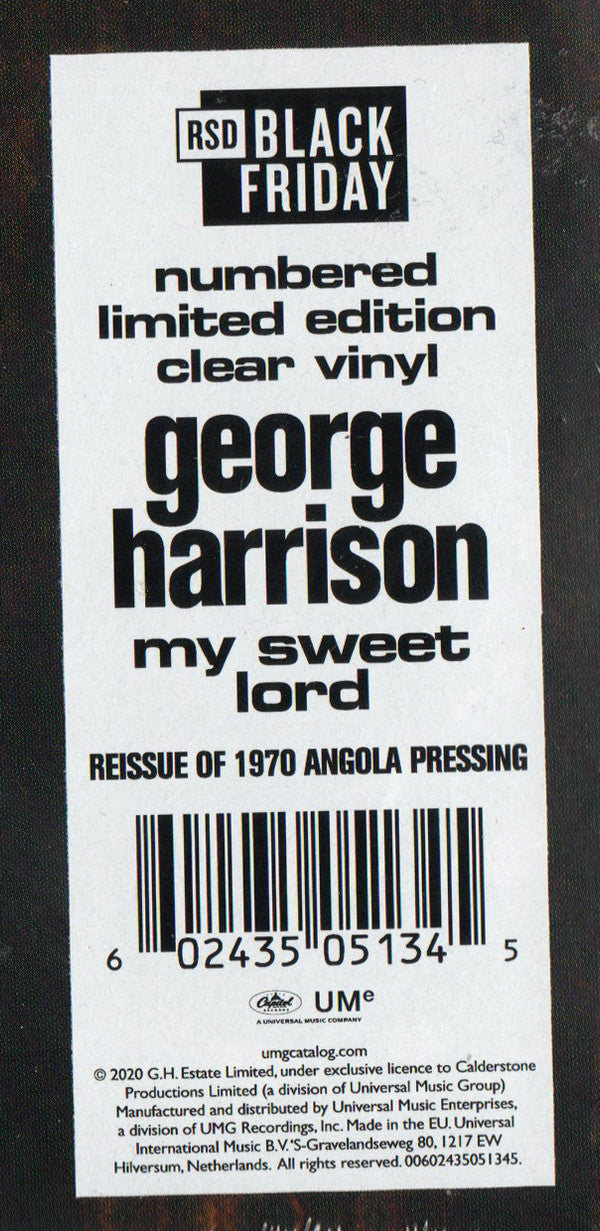 RSD BLACK
FRIDAY
numbered
limited edition
clear vinyl
george
harrison
my sweet
lord
REISSUE OF 1970 ANGOLA PRESSING
6 02435 05134 5
Capitol
RECORDS
UMe
A UNIVERSAL MUSIC COMPANY
umgcatalog.com
© 2020 G.H. Estate Limited, under exclusive licence to Calderstone
Productions Limited (a division of Universal Music Group)
Manufactured and distributed by Universal Music Enterprises,
a division of UMG Recordings, Inc. Made in the EU. Universal
International Music B.V. 'S-Gravelandseweg 80, 1217 EW
Hilversum, Netherlands. All rights reserved. 00602435051345.